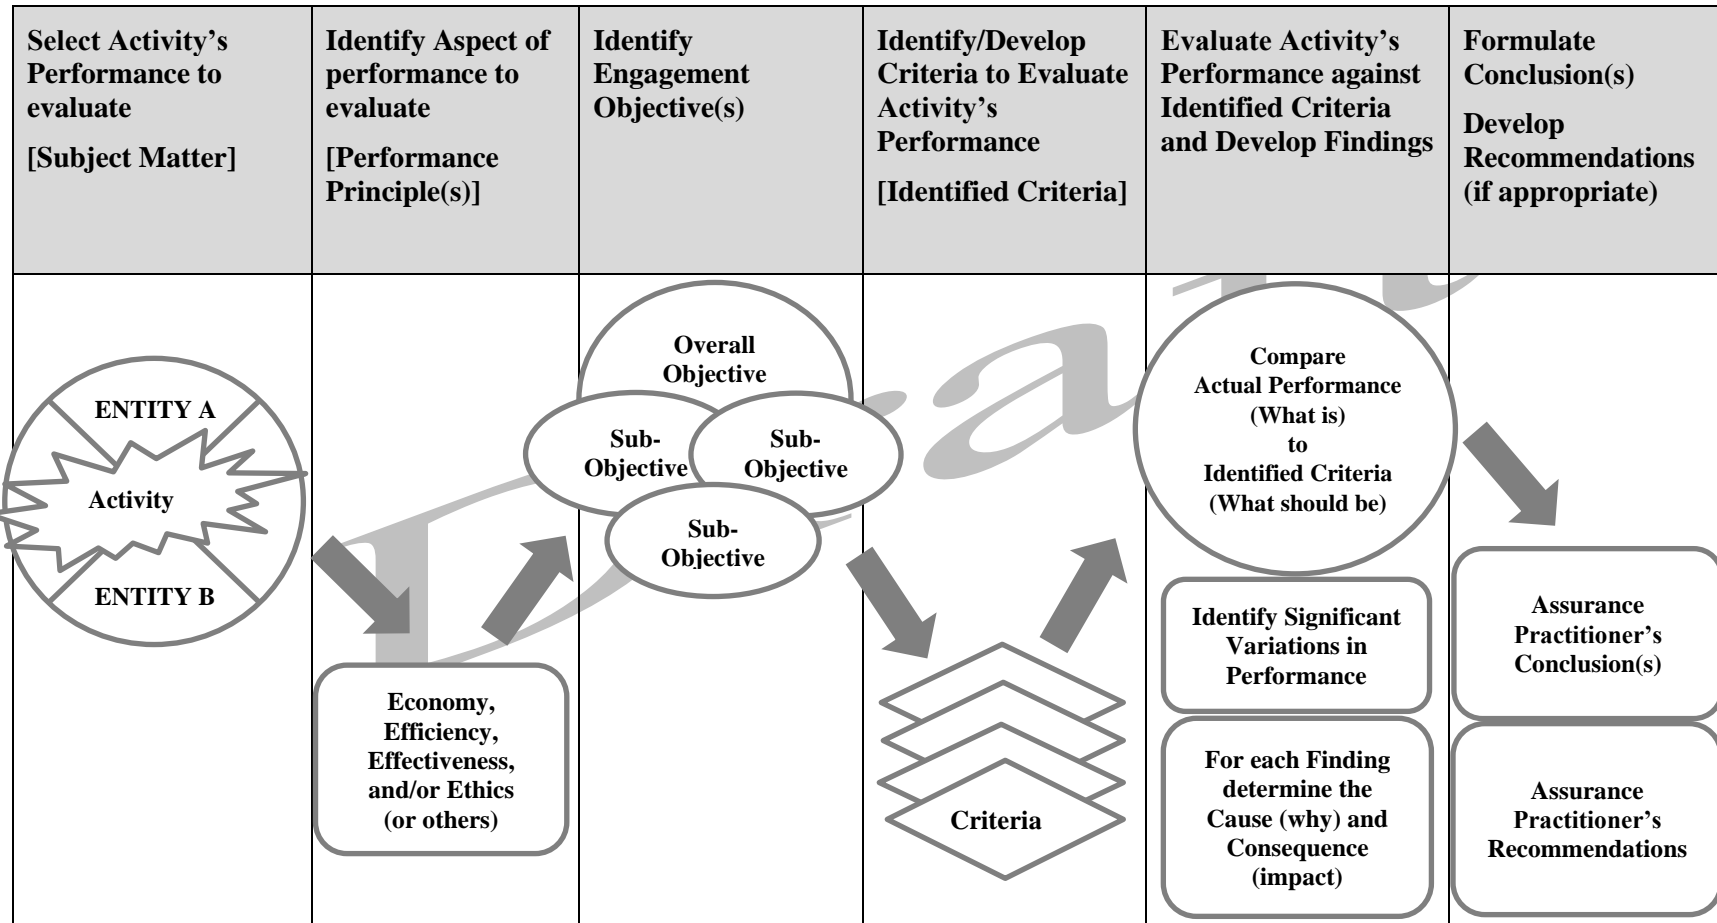 Select Activity’s
Performance to
evaluate
[Subject Matter]
Identify Aspect of
performance to
evaluate
[Performance
Principle(s)]
Identify
Engagement
Objective(s)
Identify/Develop
Criteria to Evaluate
Activity’s
Performance
[Identified Criteria]
Evaluate Activity’s
Performance against
Identified Criteria
and Develop Findings
Formulate
Conclusion(s)
Develop
Recommendations
(if appropriate)
ENTITY A
Activity
ENTITY B
Economy,
Efficiency,
Effectiveness,
and/or Ethics
(or others)
Overall
Objective
Sub-
Objective
Sub-
Objective
Sub-
Objective
Criteria
Compare
Actual Performance
(What is)
to
Identified Criteria
(What should be)
Identify Significant
Variations in
Performance
For each Finding
determine the
Cause (why) and
Consequence
(impact)
Assurance
Practitioner’s
Conclusion(s)
Assurance
Practitioner’s
Recommendations